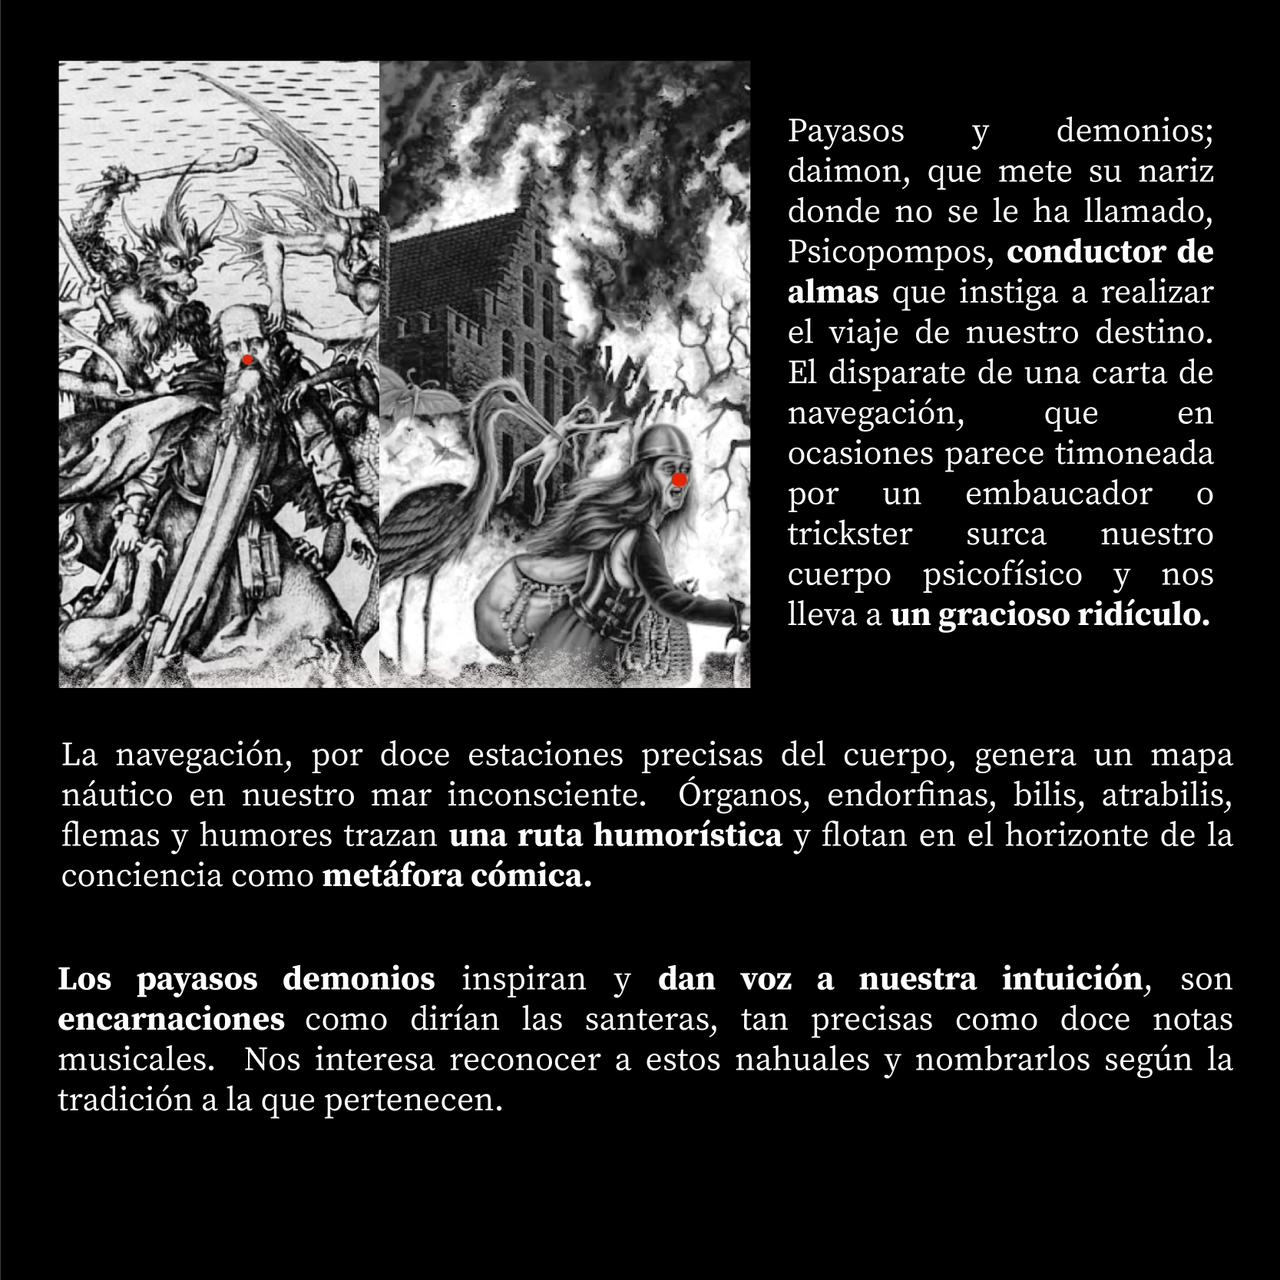 Payasos y demonios;
daimon, que mete su nariz
donde no se le ha llamado,
Psicopompos, conductor de
almas que instiga a realizar
el viaje de nuestro destino.
El disparate de una carta de
navegación, que en
ocasiones parece timoneada
por un embaucador o
trickster surca nuestro
cuerpo psicofísico y nos
lleva a un gracioso ridículo.
La navegación, por doce estaciones precisas del cuerpo, genera un mapa
náutico en nuestro mar inconsciente. Órganos, endorfinas, bilis, atrabilis,
flemas y humores trazan una ruta humorística y flotan en el horizonte de la
conciencia como metáfora cómica.
Los payasos demonios inspiran y dan voz a nuestra intuición, son
encarnaciones como dirían las santeras, tan precisas como doce notas
musicales. Nos interesa reconocer a estos nahuales y nombrarlos según la
tradición a la que pertenecen.